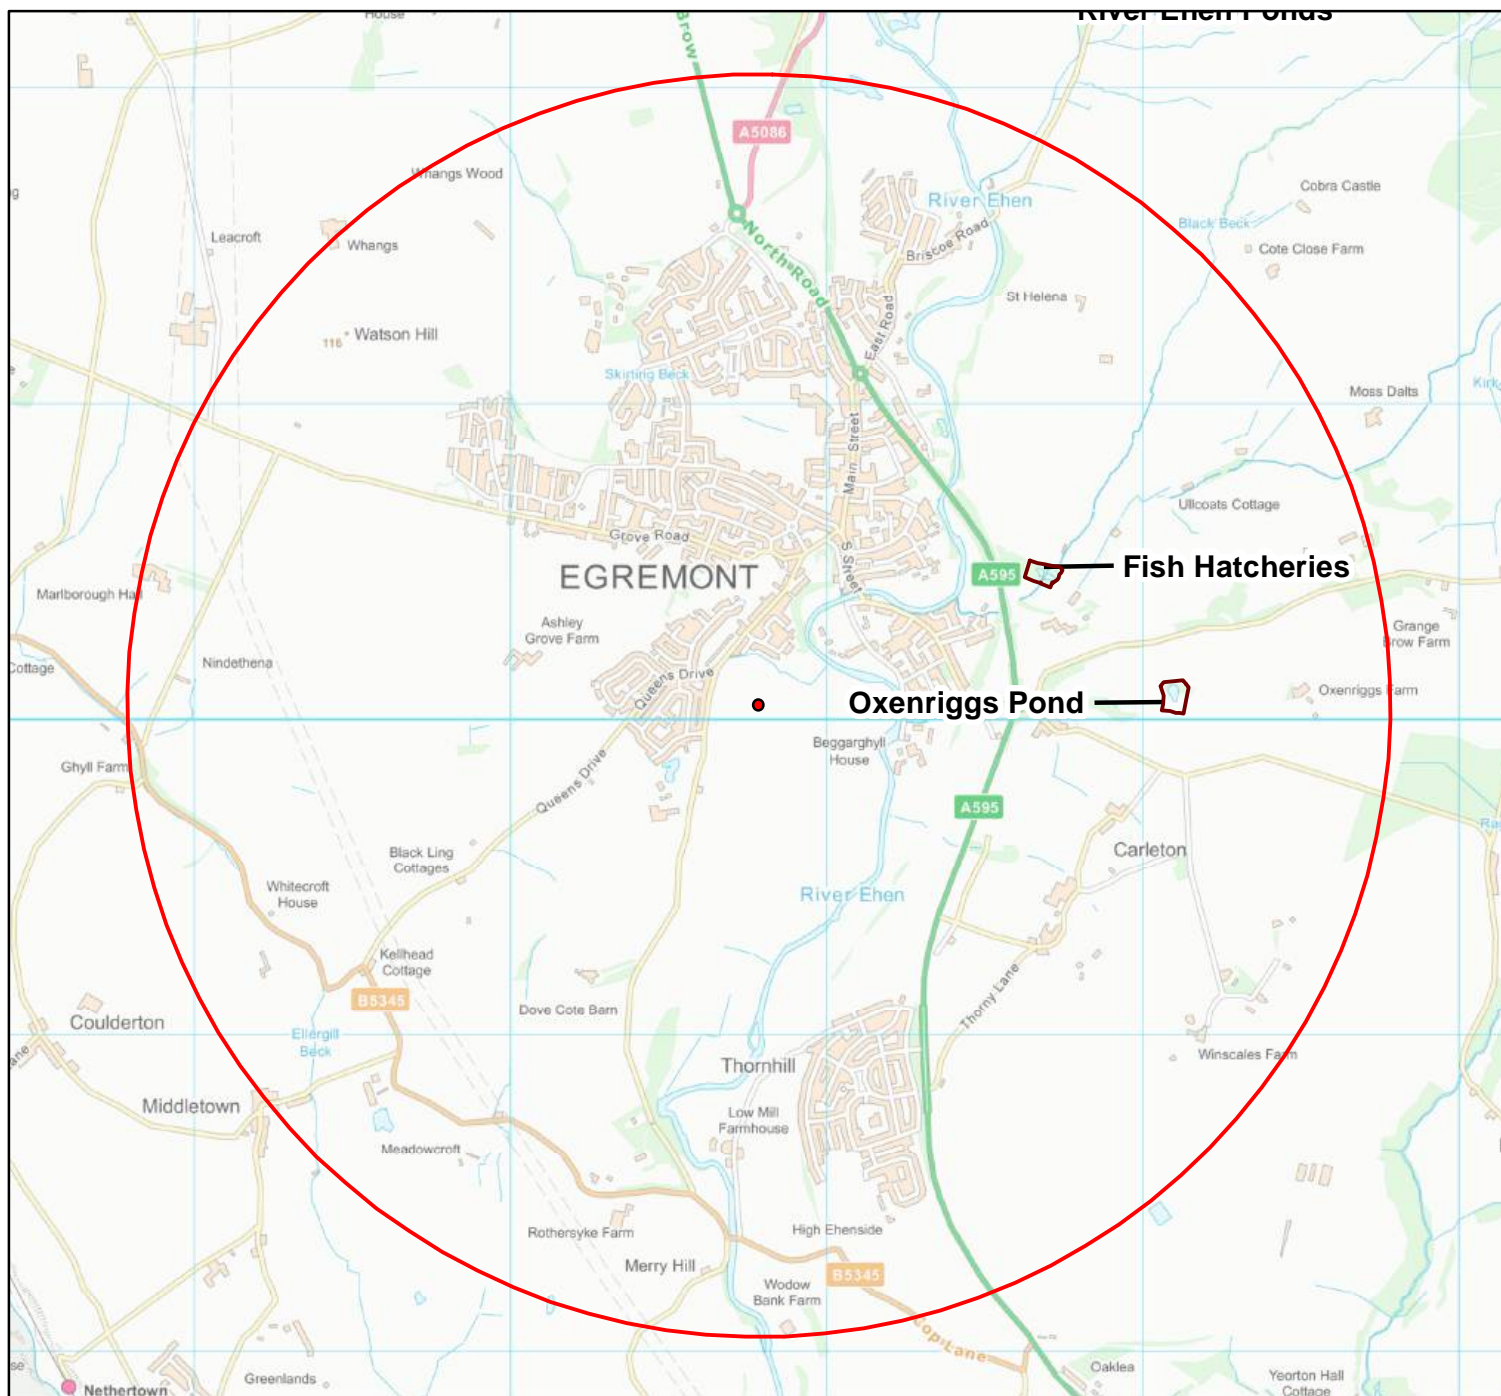 River Ehen Ponds
House
Brow
A5086
Whangs Wood
Cobra Castle
River Ehen
Black Beck
Leacroft
Whangs
North Road
Briscoe Road
Cote Close Farm
St Helena
116
Watson Hill
East Road
Skirting Beck
Moss Dalts
Kirk
Main Street
Ullcoats Cottage
Grove Road
S Street
EGREMONT
A595
Fish Hatcheries
Marlborough Hall
Ashley
Grove Farm
Grange
Brow Farm
Cottage
Nindethena
Queens Drive
Oxenriggs Pond
Oxenriggs Farm
Beggarghyll
House
Ghyll Farm
Queens Drive
A595
Black Ling
Cottages
Carleton
Whitecroft
House
River Ehen
Kellhead
Cottage
B5345
Dove Cote Barn
Thorny Lane
Coulderton
Ellergill
Beck
Winscales Farm
Thornhill
Middletown
Low Mill
Farmhouse
Meadowcroft
Rothersyke Farm
High Ehenside
Merry Hill
B5345
Wodow
Bank Farm
Cop Lane
Oaklea
Greenlands
Nethertown
Yeorton Hall
Cottage